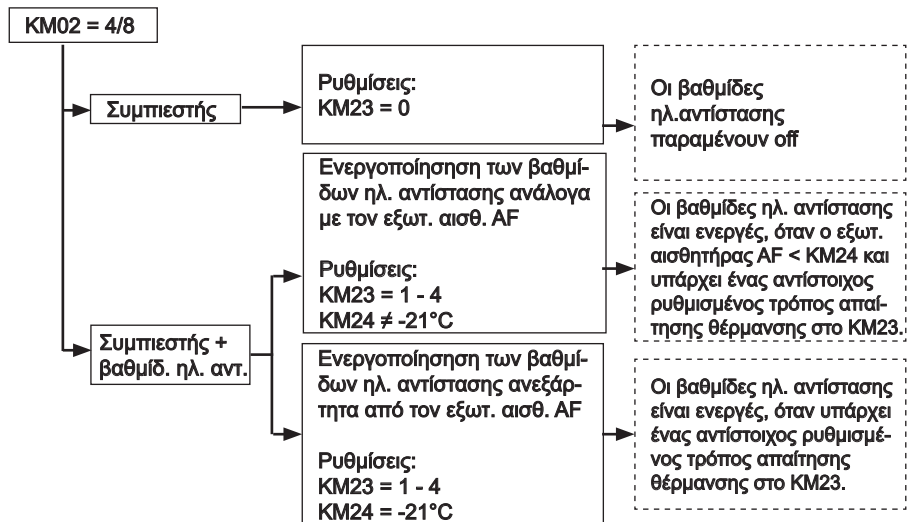 KM02 = 4/8
Συμπιεστής
Ρυθμίσεις:
KM23 = 0
Οι βαθμίδες
ηλ.αντίστασης
παραμένουν off
Συμπιεστής +
βαθμίδ. ηλ. αντ.
Ενεργοποίησηση των βαθμί-
δων ηλ. αντίστασης ανάλογα
με τον εξωτ. αισθ. AF
Ρυθμίσεις:
KM23 = 1 - 4
KM24 ≠ -21°C
Οι βαθμίδες ηλ. αντίστασης
είναι ενεργές, όταν ο εξωτ.
αισθητήρας AF < KM24 και
υπάρχει ένας αντίστοιχος
ρυθμισμένος τρόπος απαί-
τησης θέρμανσης στο KM23.
Ενεργοποίησηση των βαθμί-
δων ηλ. αντίστασης ανεξάρ-
τητα από τον εξωτ. αισθ. AF
Ρυθμίσεις:
KM23 = 1 - 4
KM24 = -21°C
Οι βαθμίδες ηλ. αντίστασης
είναι ενεργές, όταν υπάρχει
ένας αντίστοιχος ρυθμισμέ-
νος τρόπος απαίτησης
θέρμανσης στο KM23.